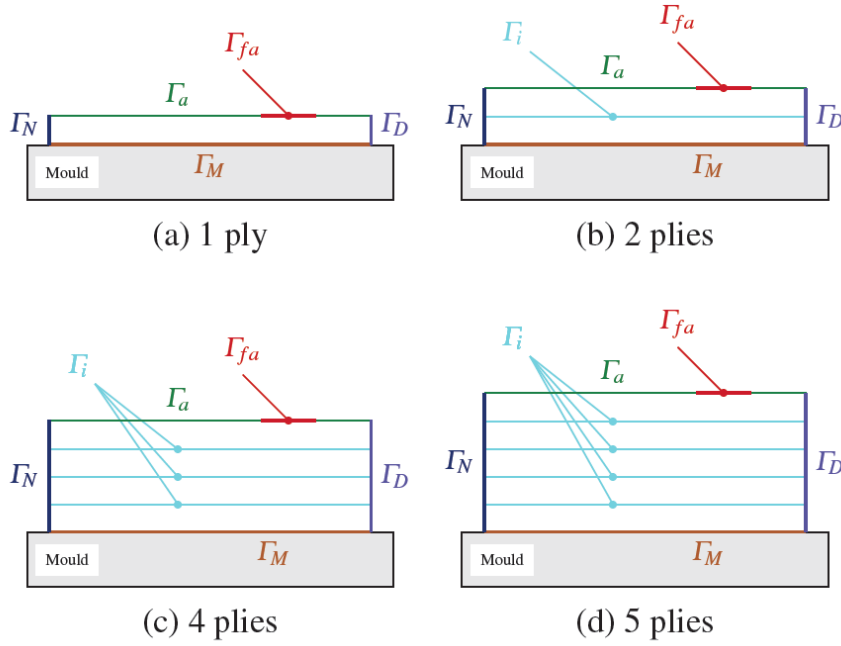 Γfa
Γa
ΓN
ΓD
ΓM
Mould
(a) 1 ply
Γi
Γfa
Γa
ΓN
ΓD
ΓM
Mould
(b) 2 plies
Γi
Γfa
Γa
ΓN
ΓD
ΓM
Mould
(c) 4 plies
Γi
Γfa
Γa
ΓN
ΓD
ΓM
Mould
(d) 5 plies